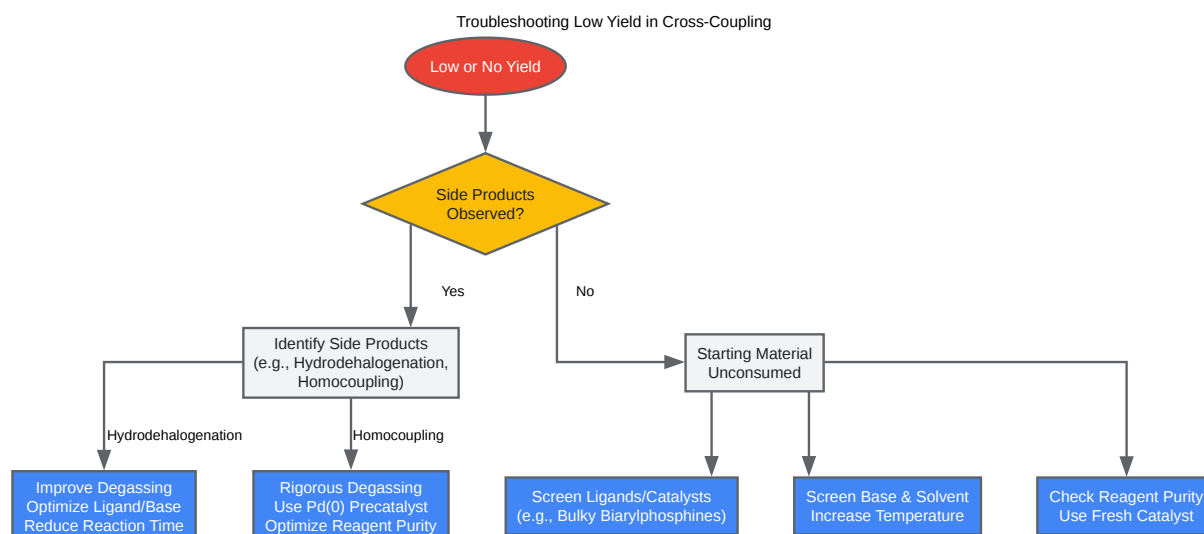 Troubleshooting Low Yield in Cross-Coupling
Low or No Yield
Side Products
Observed?
Yes
No
Identify Side Products
(e.g., Hydrodehalogenation,
Homocoupling)
Starting Material
Unconsumed
Hydrodehalogenation
Homocoupling
Improve Degassing
Optimize Ligand/Base
Reduce Reaction Time
Rigorous Degassing
Use Pd(0) Precatalyst
Optimize Reagent Purity
Screen Ligands/Catalysts
(e.g., Bulky Biarylphosphines)
Screen Base & Solvent
Increase Temperature
Check Reagent Purity
Use Fresh Catalyst